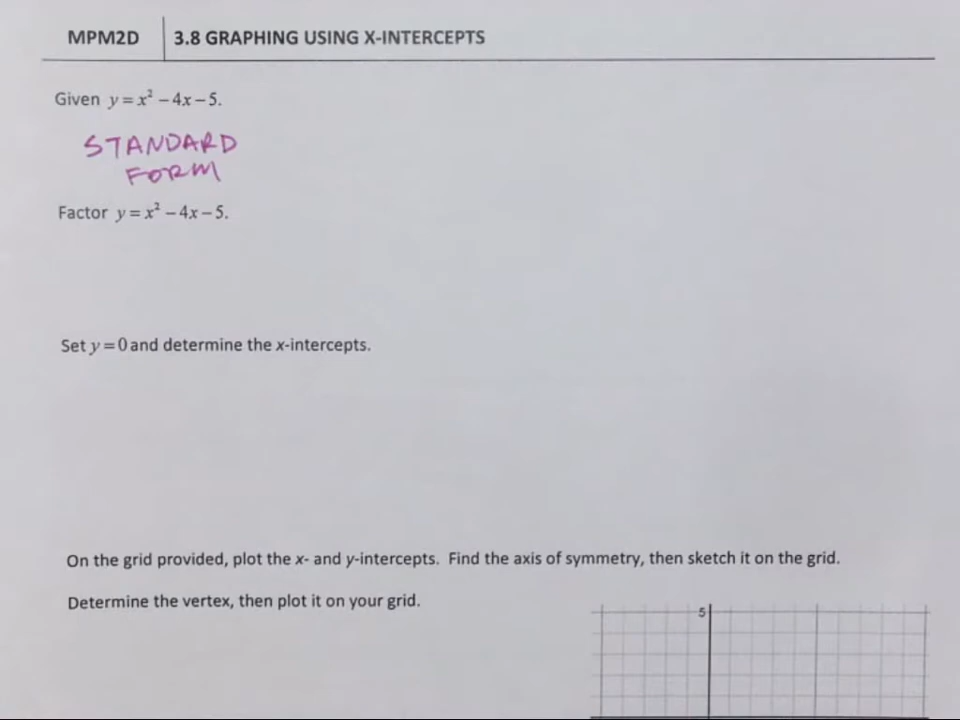 MPM2D 3.8 GRAPHING USING X-INTERCEPTS
Given y = x² − 4x − 5.
STANDARD
FORM
Factor y = x² − 4x − 5.
Set y = 0 and determine the x-intercepts.
On the grid provided, plot the x- and y-intercepts. Find the axis of symmetry, then sketch it on the grid.
Determine the vertex, then plot it on your grid.
5